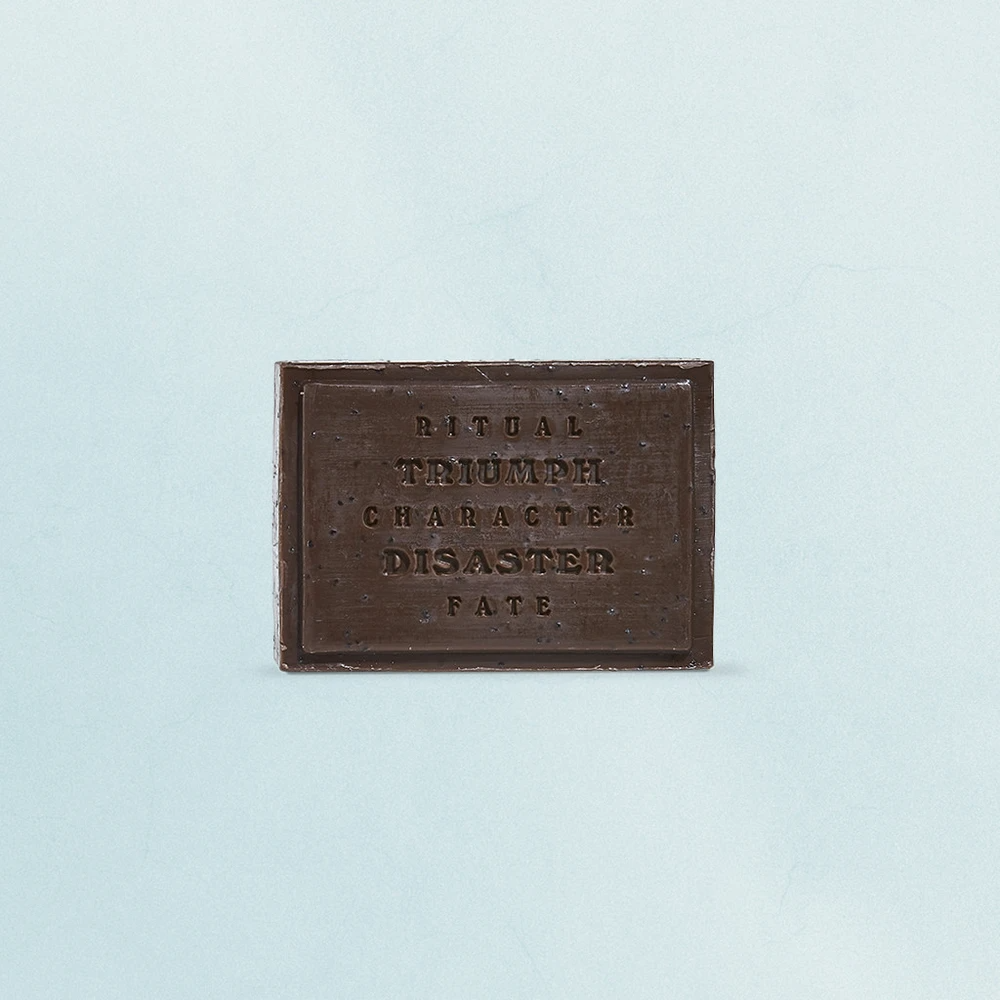 RITUAL
TRIUMPH
CHARACTER
DISASTER
FATE